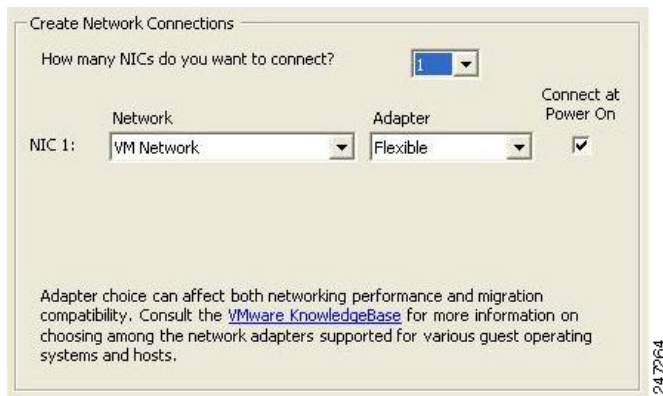 Create Network Connections
How many NICs do you want to connect? 1
Connect at
Network Adapter Power On
NIC 1: VM Network Flexible
Adapter choice can affect both networking performance and migration
compatibility. Consult the VMware KnowledgeBase for more information on
choosing among the network adapters supported for various guest operating
systems and hosts.
247264